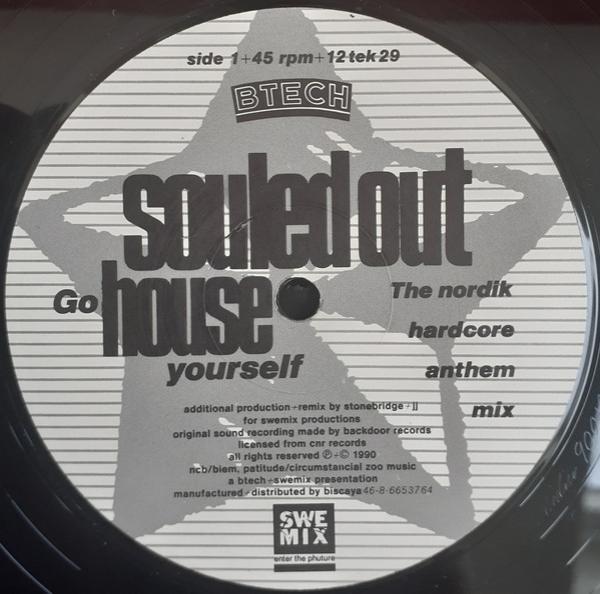 side 1+45 rpm+12 tek 29
BTECH
souled out
Go house yourself
The nordik
hardcore
anthem
mix
additional production+remix by stonebridge+jj
for swemix productions
original sound recording made by backdoor records
licensed from cnr records
all rights reserved ℗+© 1990
ncb/biem, patitude/circumstancial zoo music
a btech+swemix presentation
manufactured+distributed by biscaya 46-8-6653764
SWE
MIX
enter the phuture